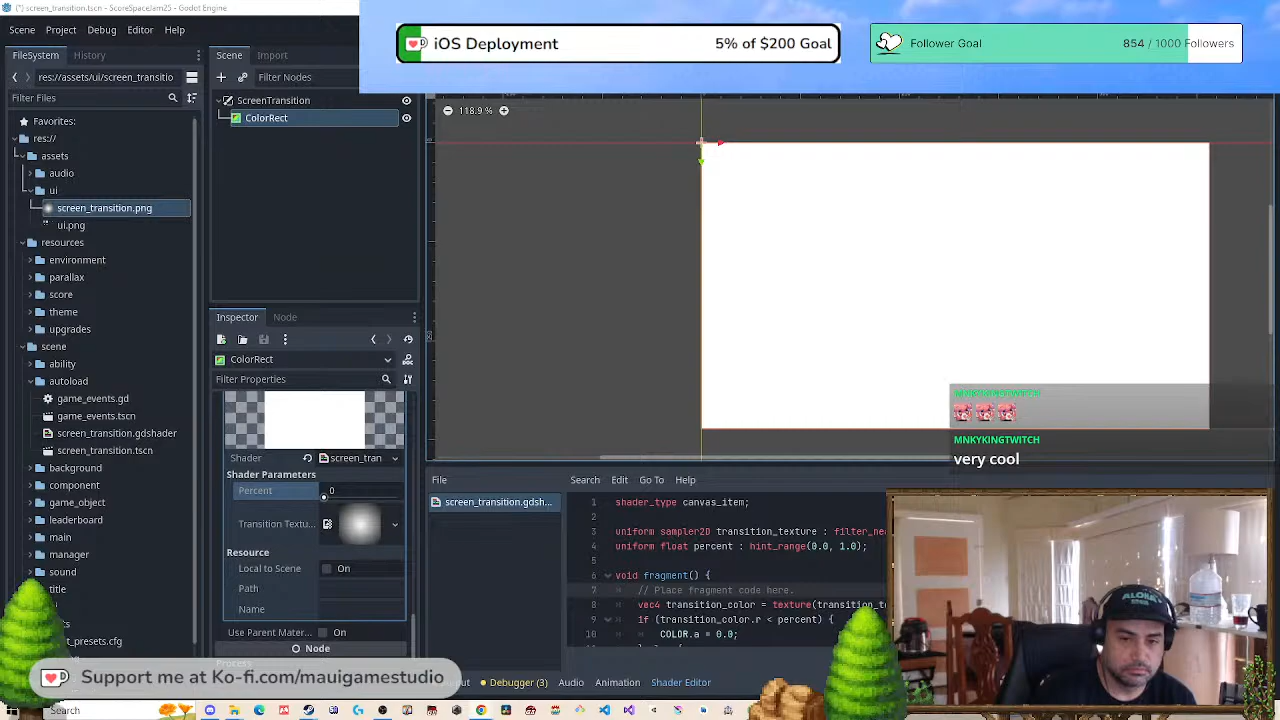 (*) screen_transition.tscn - ScoreSpaceJam25 - Godot Engine
Scene Project Debug Editor Help
iOS Deployment 5% of $200 Goal
Follower Goal 854 / 1000 Followers
FileSystem History
Scene
res://assets/ui/screen_transitio
Filter Files
Filter Nodes
ScreenTransition
ColorRect
118.9 %
Favorites:
res://
assets
audio
ui
screen_transition.png
ui.png
resources
environment
parallax
score
theme
upgrades
scene
ability
autoload
game_events.gd
game_events.tscn
screen_transition.gdshader
screen_transition.tscn
background
component
game_object
leaderboard
main
manager
sound
title
Inspector Node
ColorRect
Filter Properties
Shader screen_tran
Percent 0
Transition Textu...
Resource
Local to Scene On
Path
Name
Use Parent Mater... On
Node
File Search Edit Go To Help
screen_transition.gdsh...
1 shader_type canvas_item;
2
3 uniform sampler2D transition_texture : filter_ne
4 uniform float percent : hint_range(0.0, 1.0);
5
6 void fragment() {
7 // Place fragment code here.
8 vec4 transition_color = texture(transition_t
9 if (transition_color.r < percent) {
10 COLOR.a = 0.0;
Debugger (3) Audio Animation Shader Editor
MNKYKINGTWITCH
MNKYKINGTWITCH
very cool
ALOHA
Support me at Ko-fi.com/mauigamestudio